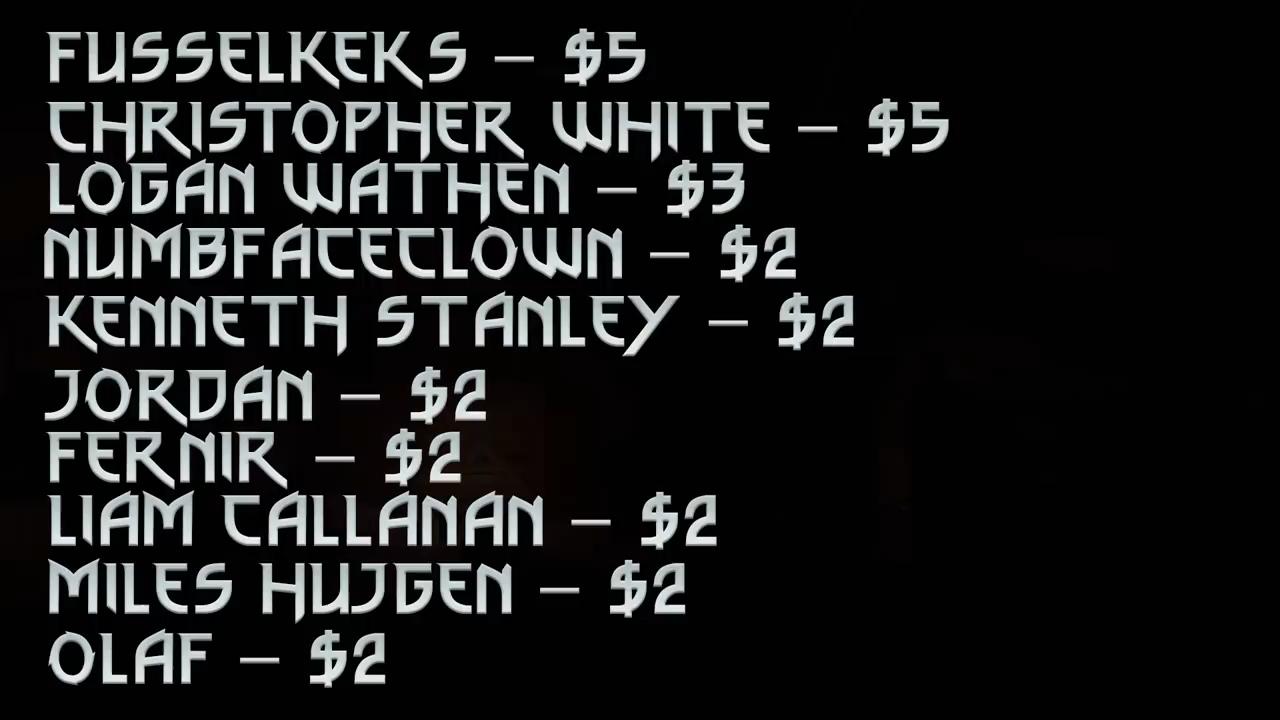 FUSSELKEKS – $5
CHRISTOPHER WHITE – $5
LOGAN WATHEN – $3
NUMBFACECLOWN – $2
KENNETH STANLEY – $2
JORDAN – $2
FERNIR – $2
LIAM CALLANAN – $2
MILES HUJGEN – $2
OLAF – $2